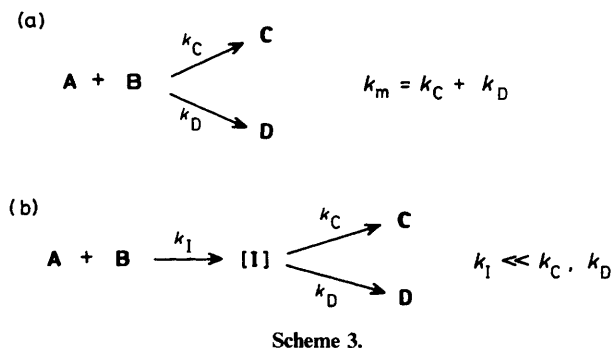 (a)
k_C C
A + B k_m = k_C + k_D
k_D D
(b)
k_C C
A + B k_I [I] k_I ≪ k_C , k_D
k_D D
Scheme 3.